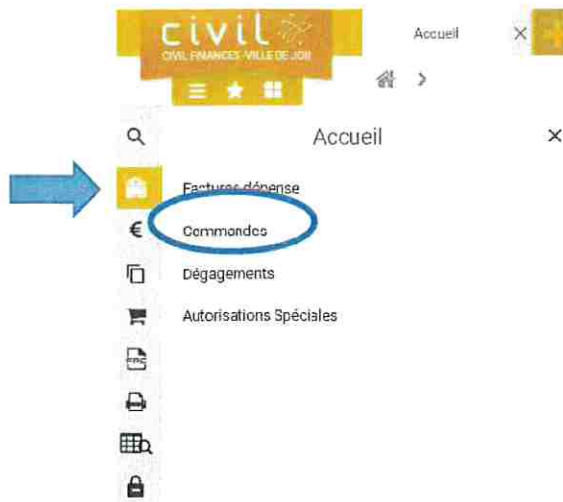 civil
CIVIL FINANCES-VILLE DE JOB
Accueil
Accueil
Factures dépense
€ Commandes
Dégagements
Autorisations Spéciales